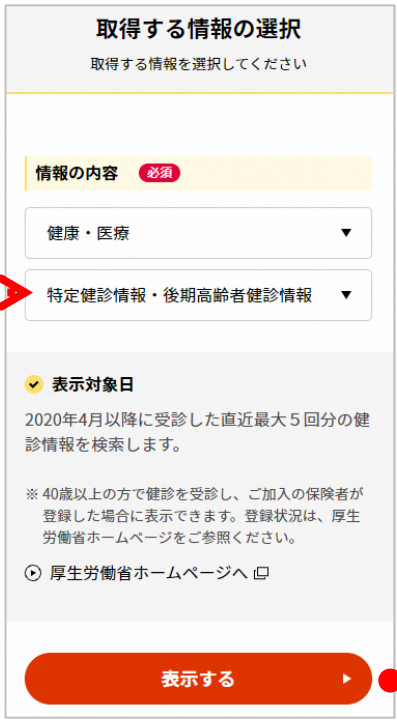 取得する情報の選択
取得する情報を選択してください
情報の内容 必須
健康・医療 ▼
特定健診情報・後期高齢者健診情報 ▼
表示対象日
2020年4月以降に受診した直近最大５回分の健
診情報を検索します。
※ 40歳以上の方で健診を受診し、ご加入の保険者が
登録した場合に表示できます。登録状況は、厚生
労働省ホームページをご参照ください。
厚生労働省ホームページへ
表示する